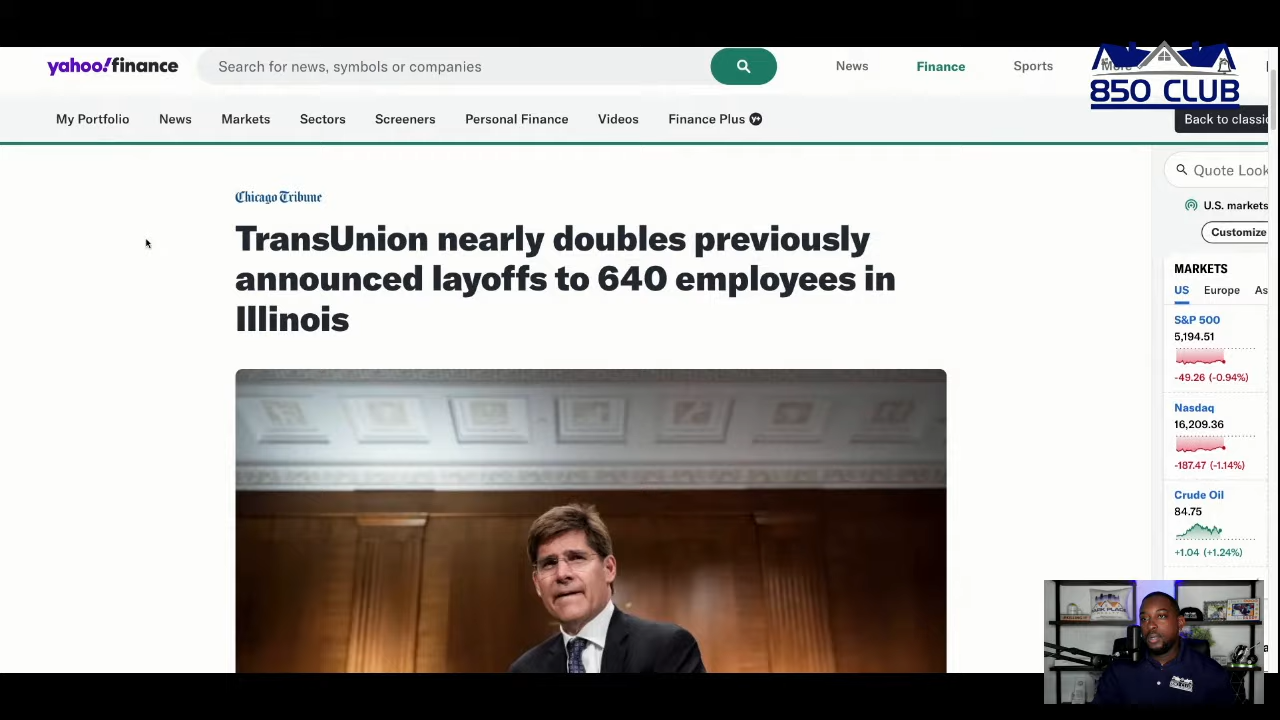 yahoo!finance
Search for news, symbols or companies
News
Finance
Sports
More
850 CLUB
My Portfolio
News
Markets
Sectors
Screeners
Personal Finance
Videos
Finance Plus
Back to classic
Quote Look
U.S. markets
Customize
Chicago Tribune
TransUnion nearly doubles previously
announced layoffs to 640 employees in
Illinois
MARKETS
US
Europe
As
S&P 500
5,194.51
-49.26 (-0.94%)
Nasdaq
16,209.36
-187.47 (-1.14%)
Crude Oil
84.75
+1.04 (+1.24%)